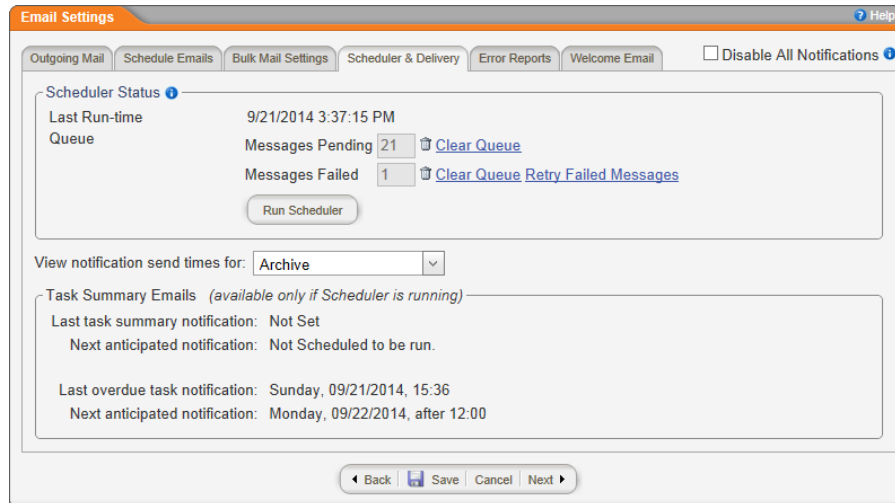 Email Settings
Help
Outgoing Mail
Schedule Emails
Bulk Mail Settings
Scheduler & Delivery
Error Reports
Welcome Email
Disable All Notifications
Scheduler Status
Last Run-time 9/21/2014 3:37:15 PM
Queue
Messages Pending 21 Clear Queue
Messages Failed 1 Clear Queue Retry Failed Messages
Run Scheduler
View notification send times for: Archive
Task Summary Emails (available only if Scheduler is running)
Last task summary notification: Not Set
Next anticipated notification: Not Scheduled to be run.
Last overdue task notification: Sunday, 09/21/2014, 15:36
Next anticipated notification: Monday, 09/22/2014, after 12:00
Back Save Cancel Next